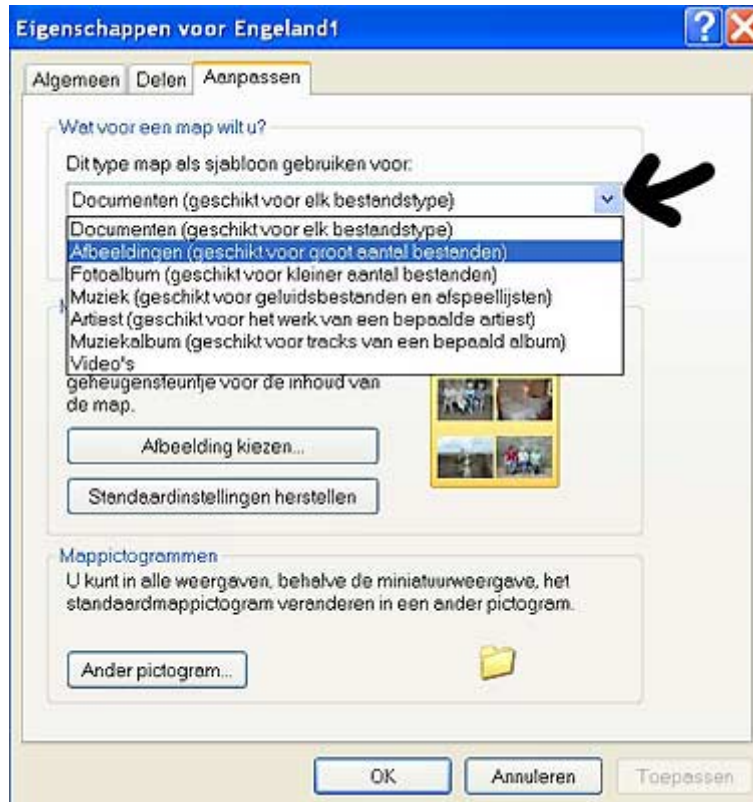 Eigenschappen voor Engeland1
Algemeen
Delen
Aanpassen
Wat voor een map wilt u?
Dit type map als sjabloon gebruiken voor:
Documenten (geschikt voor elk bestandstype)
Documenten (geschikt voor elk bestandstype)
Afbeeldingen (geschikt voor groot aantal bestanden)
Fotoalbum (geschikt voor kleiner aantal bestanden)
Muziek (geschikt voor geluidsbestanden en afspeellijsten)
Artiest (geschikt voor het werk van een bepaalde artiest)
Muziekalbum (geschikt voor tracks van een bepaald album)
Video's
geheugensteuntje voor de inhoud van
de map.
Afbeelding kiezen...
Standaardinstellingen herstellen
Mappictogrammen
U kunt in alle weergaven, behalve de miniatuurweergave, het
standaardmappictogram veranderen in een ander pictogram.
Ander pictogram...
OK
Annuleren
Toepassen